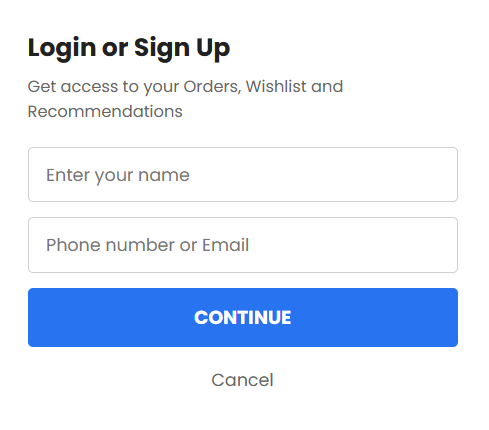 Login or Sign Up
Get access to your Orders, Wishlist and
Recommendations
Enter your name
Phone number or Email
CONTINUE
Cancel